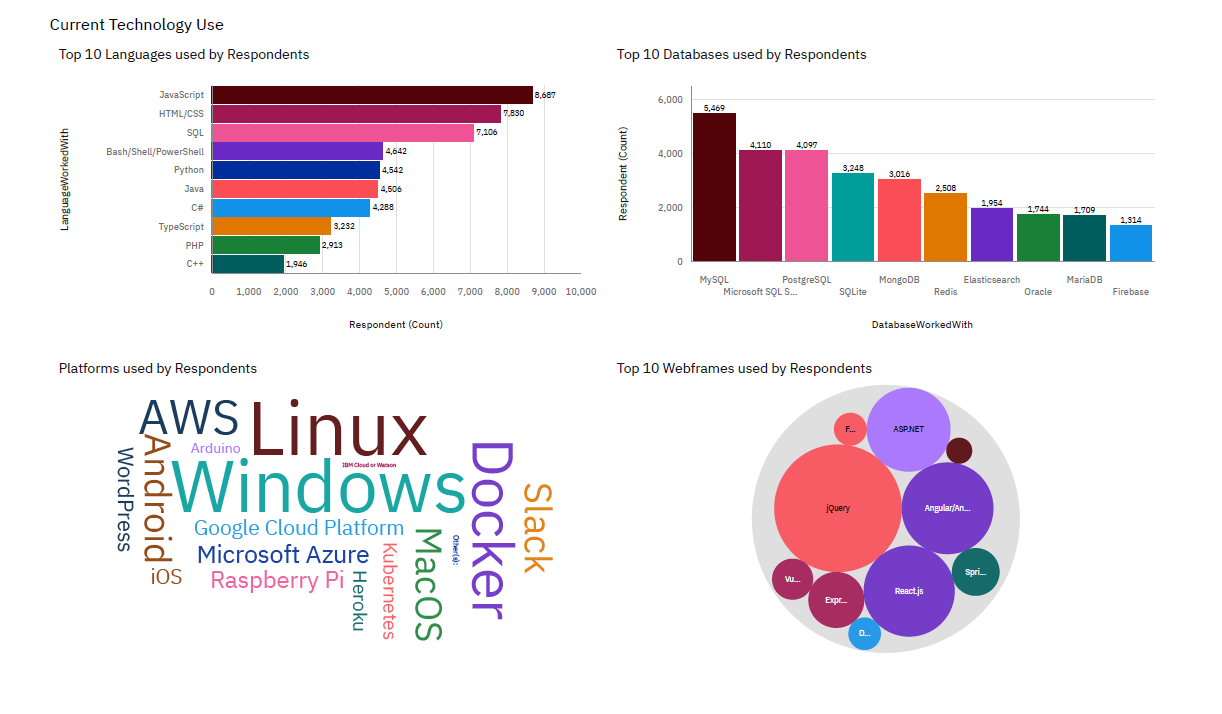 Current Technology Use
Top 10 Languages used by Respondents
LanguageWorkedWith
JavaScript 8,687
HTML/CSS 7,830
SQL 7,106
Bash/Shell/PowerShell 4,642
Python 4,542
Java 4,506
C# 4,288
TypeScript 3,232
PHP 2,913
C++ 1,946
0 1,000 2,000 3,000 4,000 5,000 6,000 7,000 8,000 9,000 10,000
Respondent (Count)
Top 10 Databases used by Respondents
Respondent (Count)
6,000
4,000
2,000
0
5,469
4,110
4,097
3,248
3,016
2,508
1,954
1,744
1,709
1,314
MySQL
Microsoft SQL S...
PostgreSQL
SQLite
MongoDB
Redis
Elasticsearch
Oracle
MariaDB
Firebase
DatabaseWorkedWith
Platforms used by Respondents
AWS
Linux
Arduino
WordPress
Android
IBM Cloud or Watson
Windows
Docker
Slack
Google Cloud Platform
Microsoft Azure
Raspberry Pi
iOS
Heroku
Kubernetes
MacOS
Other(s):
Top 10 Webframes used by Respondents
F...
ASP.NET
jQuery
Angular/An...
Vu...
Expr...
React.js
Spri...
D...